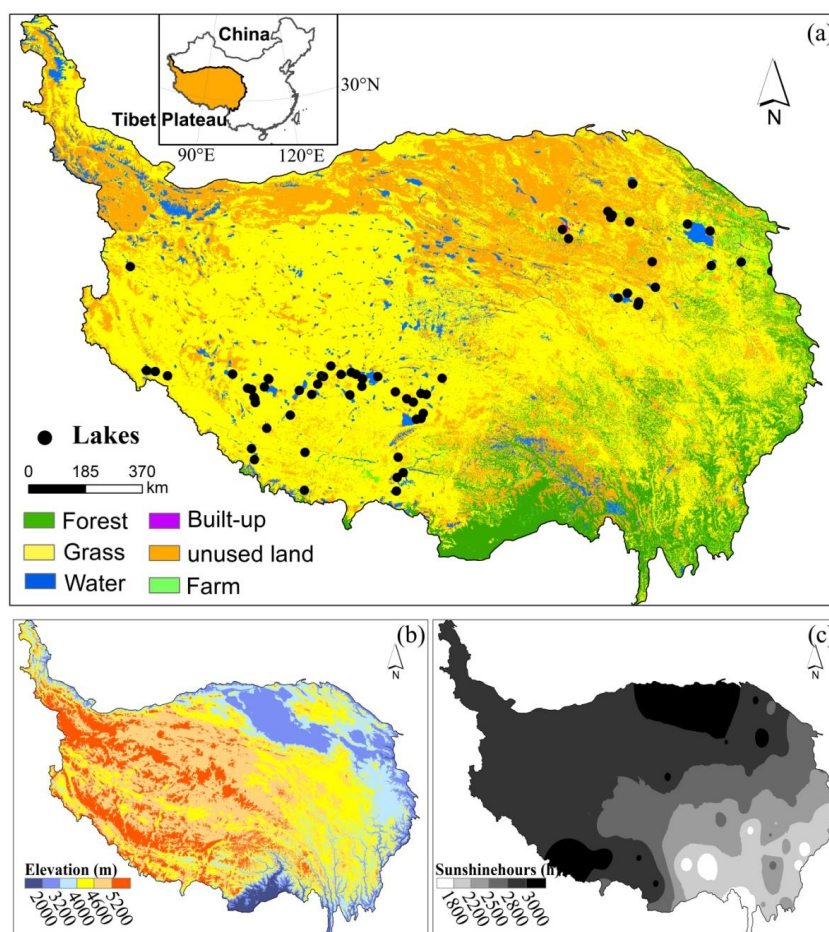 (a)
China
30°N
Tibet Plateau
90°E
120°E
N
Lakes
0 185 370
km
Forest
Built-up
Grass
unused land
Water
Farm
(b)
N
Elevation (m)
2000 3200 4000 4600 5200
(c)
N
Sunshinehours (h)
1800 2200 2500 2800 3000